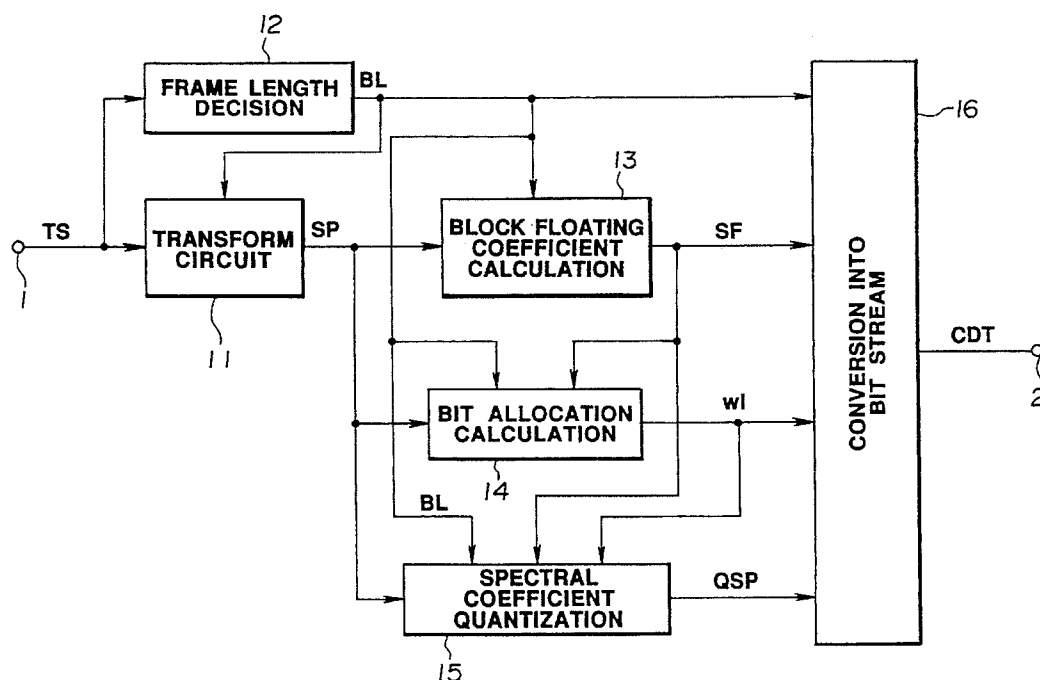 12
FRAME LENGTH
DECISION
BL
16
13
TS
TRANSFORM
CIRCUIT
SP
BLOCK FLOATING
COEFFICIENT
CALCULATION
SF
1
11
CONVERSION INTO
BIT STREAM
CDT
2
BIT ALLOCATION
CALCULATION
wl
14
BL
SPECTRAL
COEFFICIENT
QUANTIZATION
QSP
15